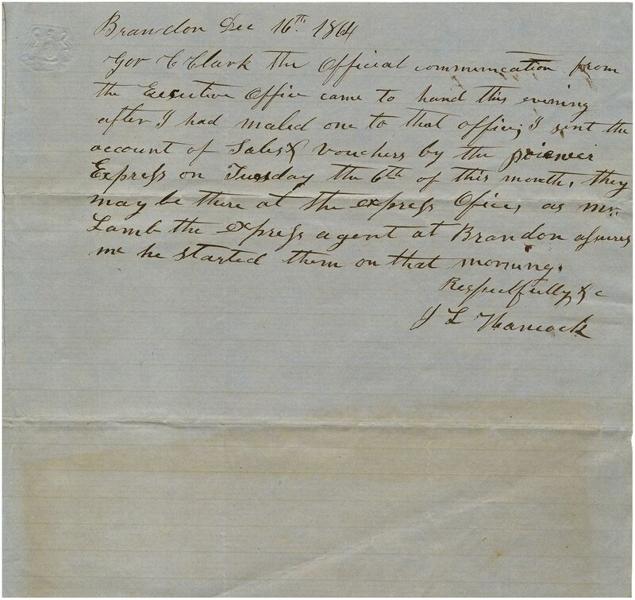 Brandon Dec 16th. 1864
Gov C Clark the Official communication from
the Executive Office came to hand this evening
after I had mailed one to that office; I sent the
account of Sales & vouchers by the
Express on Tuesday the 6th of this month, they
may be there at the express Ofice, as Mr.
Lamb the express agent at Brandon assures
me he started them on that morning.
Respectfully &c
J L Hancock